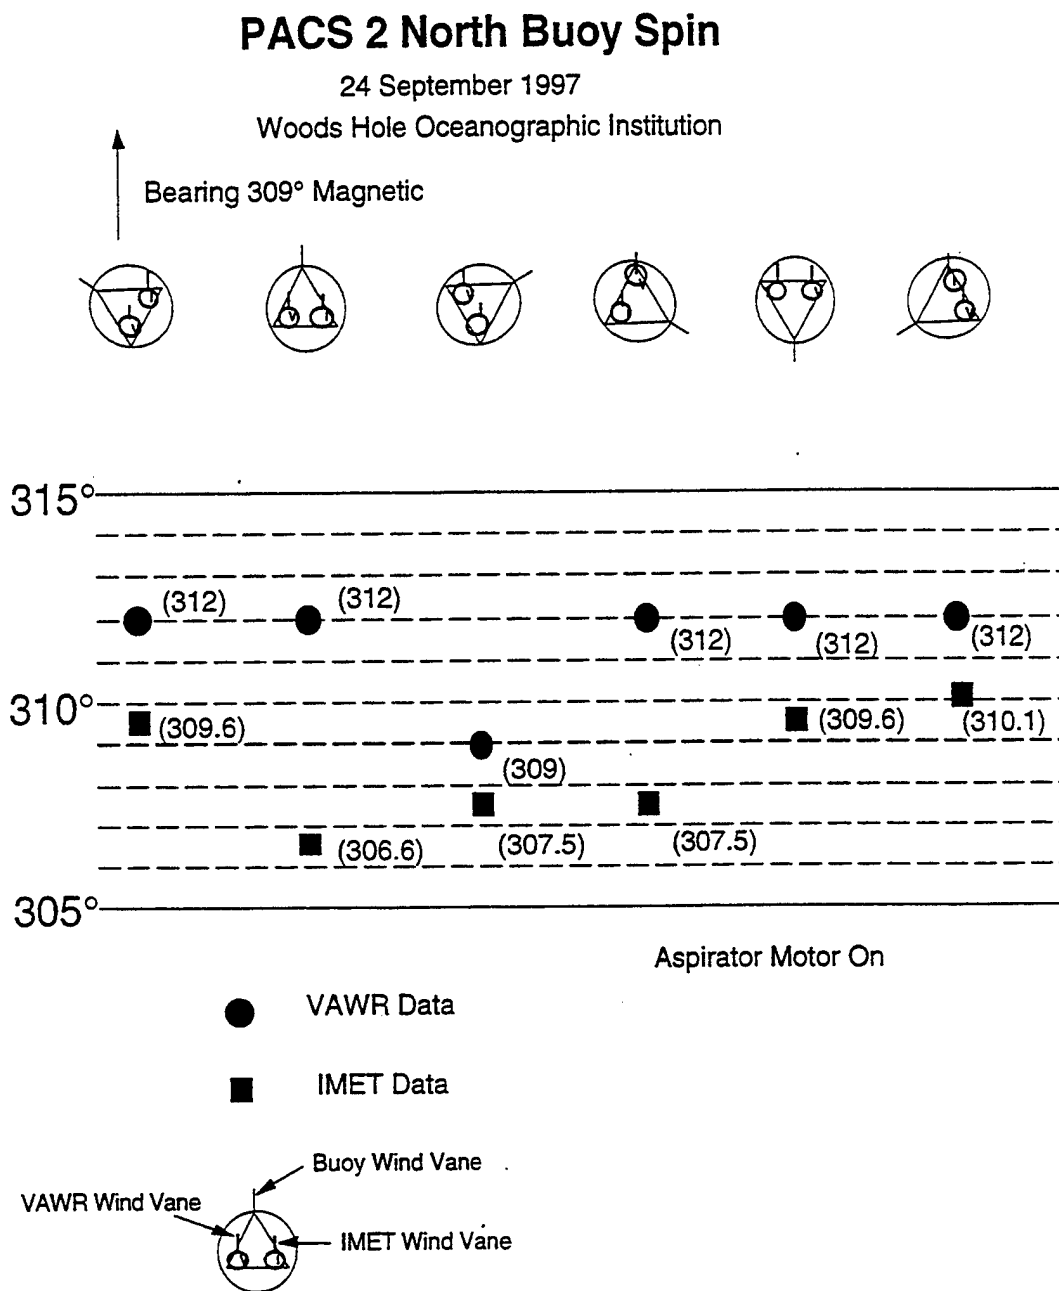 PACS 2 North Buoy Spin
24 September 1997
Woods Hole Oceanographic Institution
Bearing 309° Magnetic
315°
(312)
(312)
(312)
(312)
(312)
310°
(309.6)
(309.6)
(310.1)
(309)
(306.6)
(307.5)
(307.5)
305°
Aspirator Motor On
VAWR Data
IMET Data
Buoy Wind Vane
VAWR Wind Vane
IMET Wind Vane